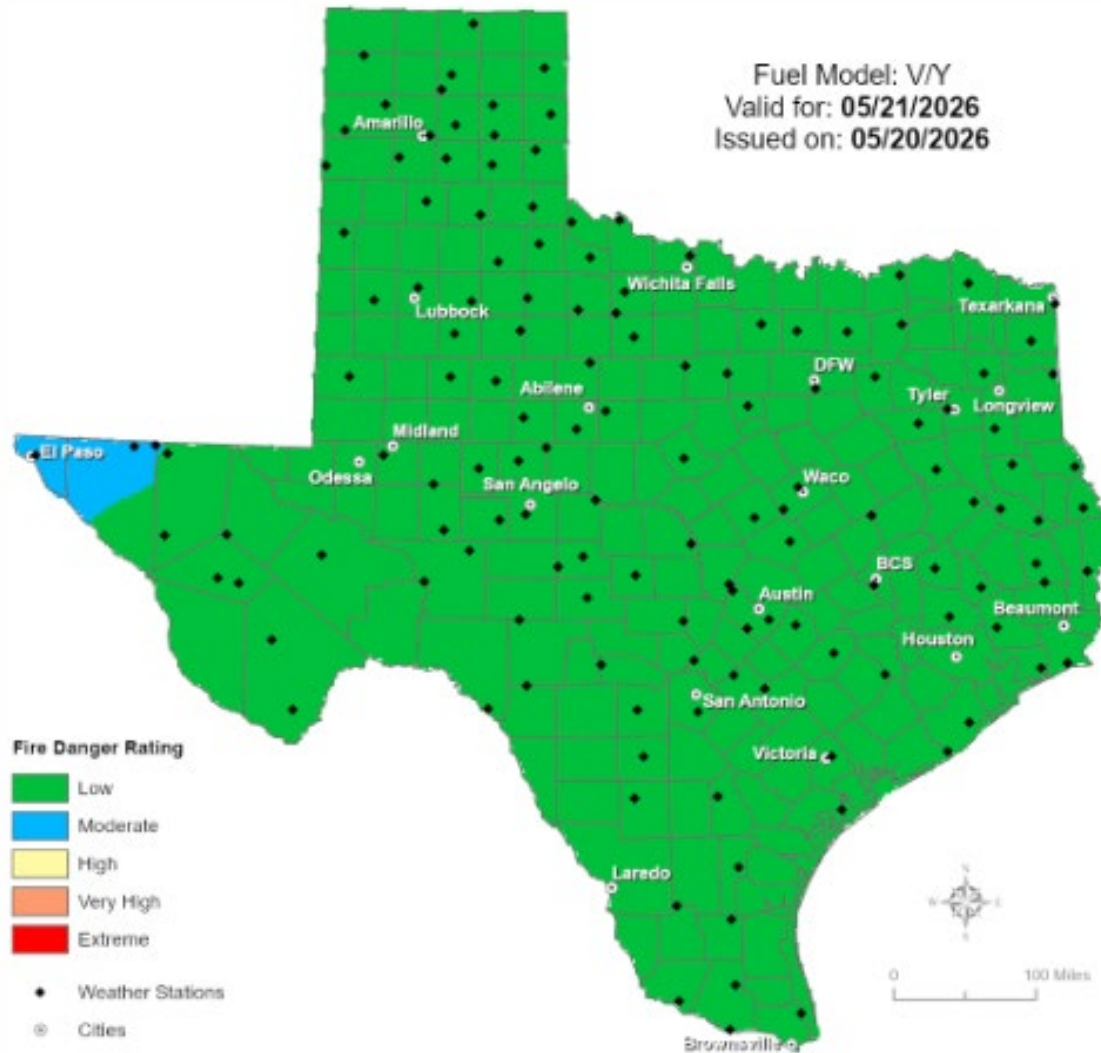 Fuel Model: V/Y
Valid for: 05/21/2026
Issued on: 05/20/2026
Amarillo
Wichita Falls
Lubbock
Texarkana
DFW
Abilene
Tyler
Longview
Midland
El Paso
Odessa
San Angelo
Waco
BCS
Austin
Beaumont
Houston
San Antonio
Victoria
Laredo
Brownsville
Fire Danger Rating
Low
Moderate
High
Very High
Extreme
Weather Stations
Cities
N
W E
S
0 100 Miles